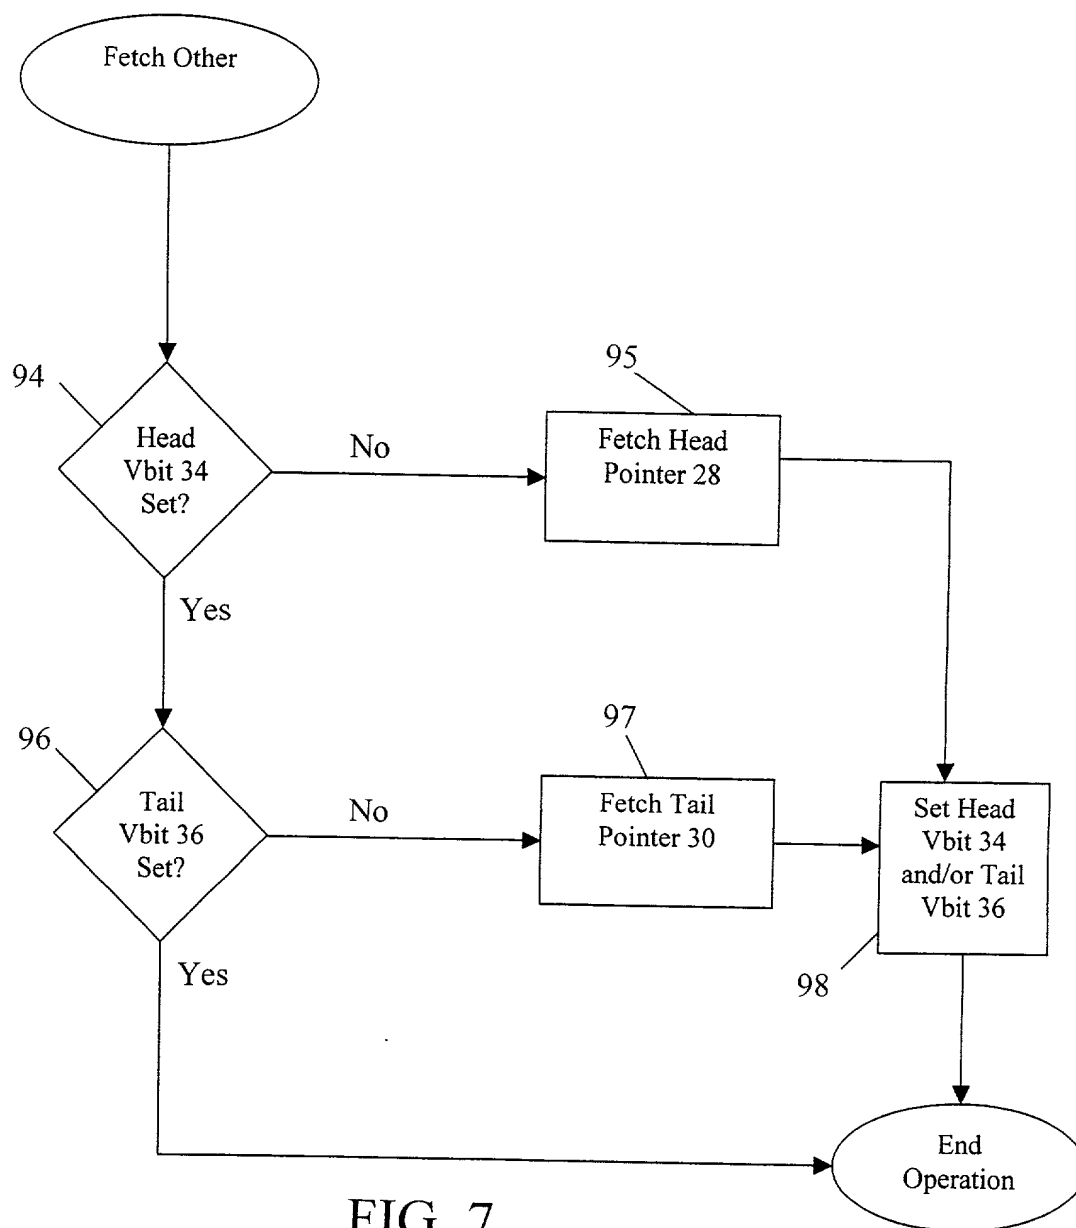 Fetch Other
94
Head
Vbit 34
Set?
No
95
Fetch Head
Pointer 28
Yes
96
Tail
Vbit 36
Set?
No
97
Fetch Tail
Pointer 30
Set Head
Vbit 34
and/or Tail
Vbit 36
98
Yes
End
Operation
FIG. 7